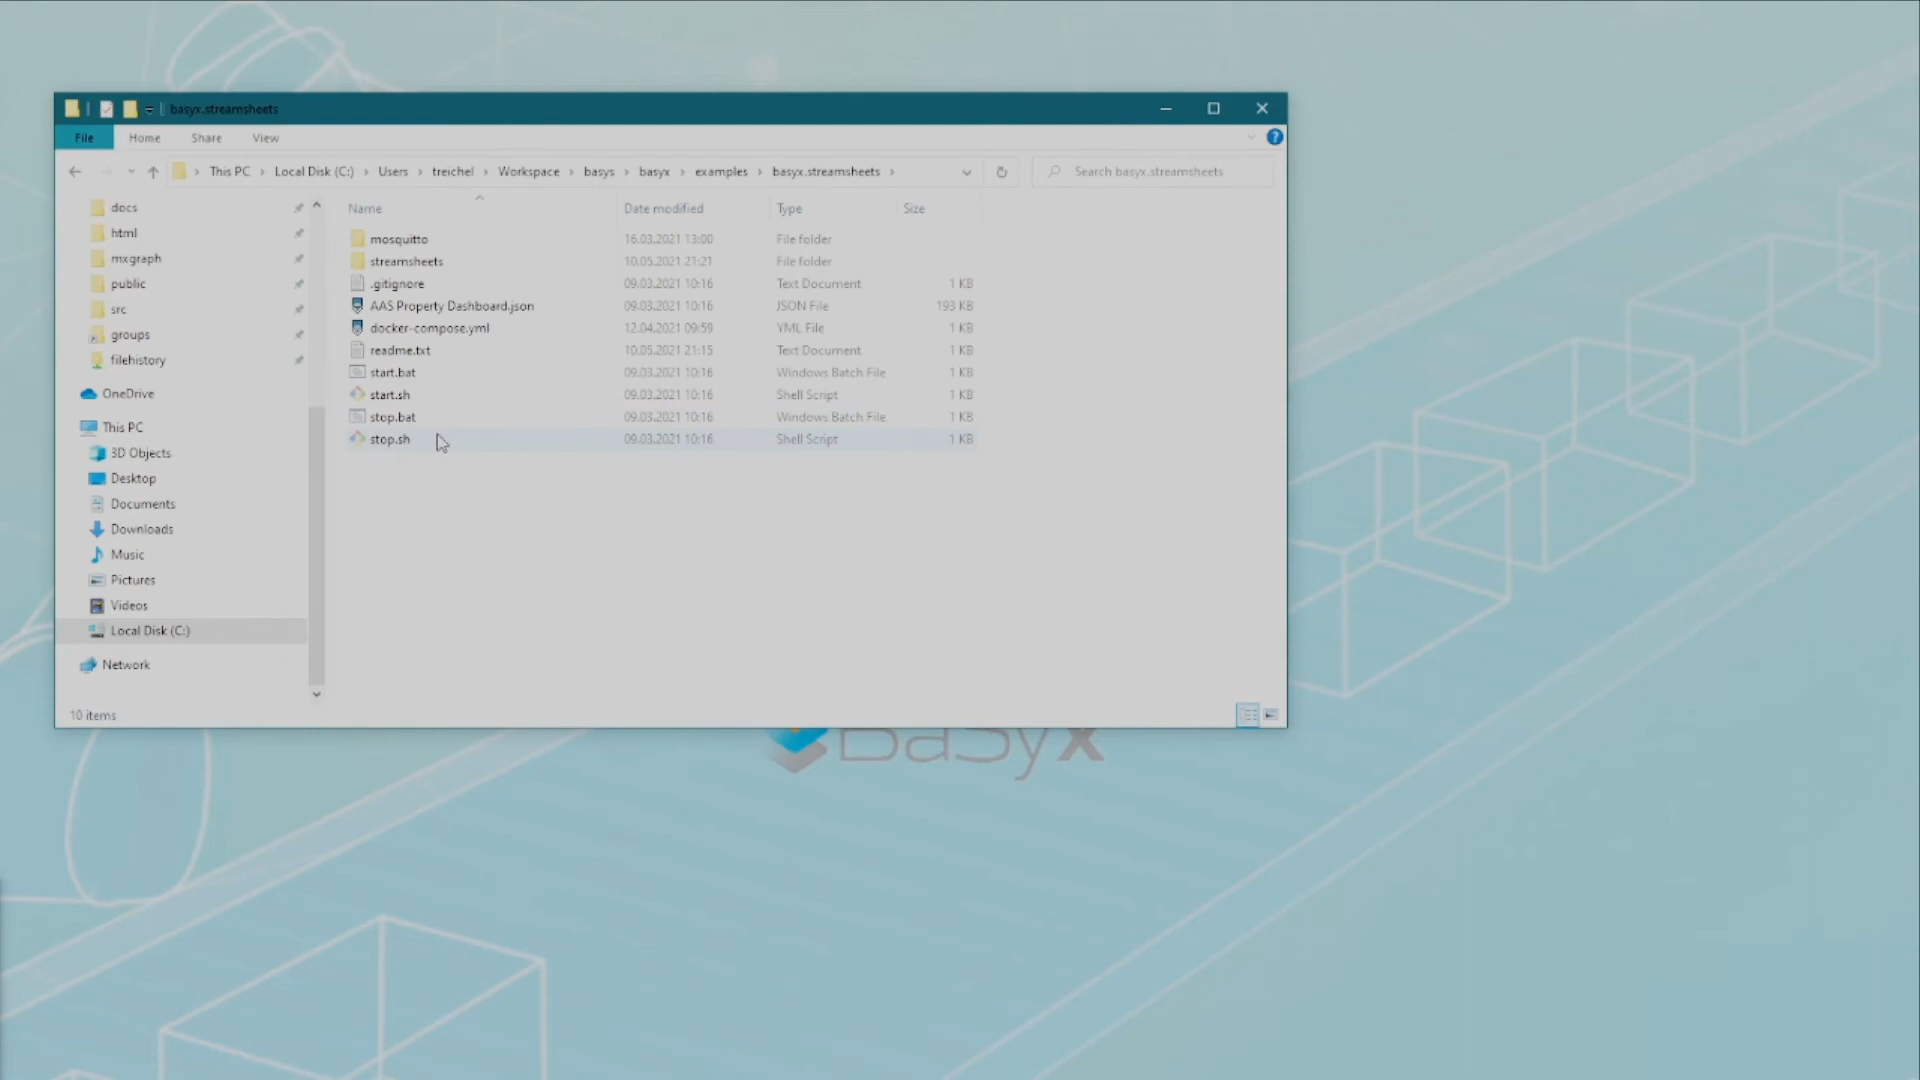 basyx.streamsheets
File Home Share View
This PC Local Disk (C:) Users treichel Workspace basys basyx examples basyx.streamsheets Search basyx.streamsheets
Name Date modified Type Size
docs
html
mxgraph
public
src
groups
filehistory
OneDrive
This PC
3D Objects
Desktop
Documents
Downloads
Music
Pictures
Videos
Local Disk (C:)
Network
mosquitto 16.03.2021 13:00 File folder
streamsheets 10.05.2021 21:21 File folder
.gitignore 09.03.2021 10:16 Text Document 1 KB
AAS Property Dashboard.json 09.03.2021 10:16 JSON File 193 KB
docker-compose.yml 12.04.2021 09:59 YML File 1 KB
readme.txt 10.05.2021 21:15 Text Document 1 KB
start.bat 09.03.2021 10:16 Windows Batch File 1 KB
start.sh 09.03.2021 10:16 Shell Script 1 KB
stop.bat 09.03.2021 10:16 Windows Batch File 1 KB
stop.sh 09.03.2021 10:16 Shell Script 1 KB
10 items
BaSyx